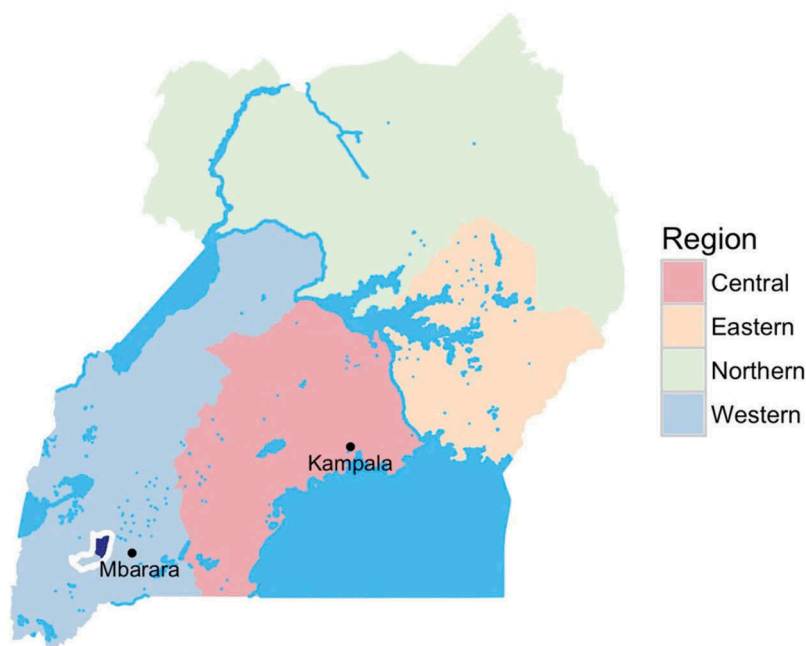 Region
Central
Eastern
Northern
Western
Kampala
Mbarara